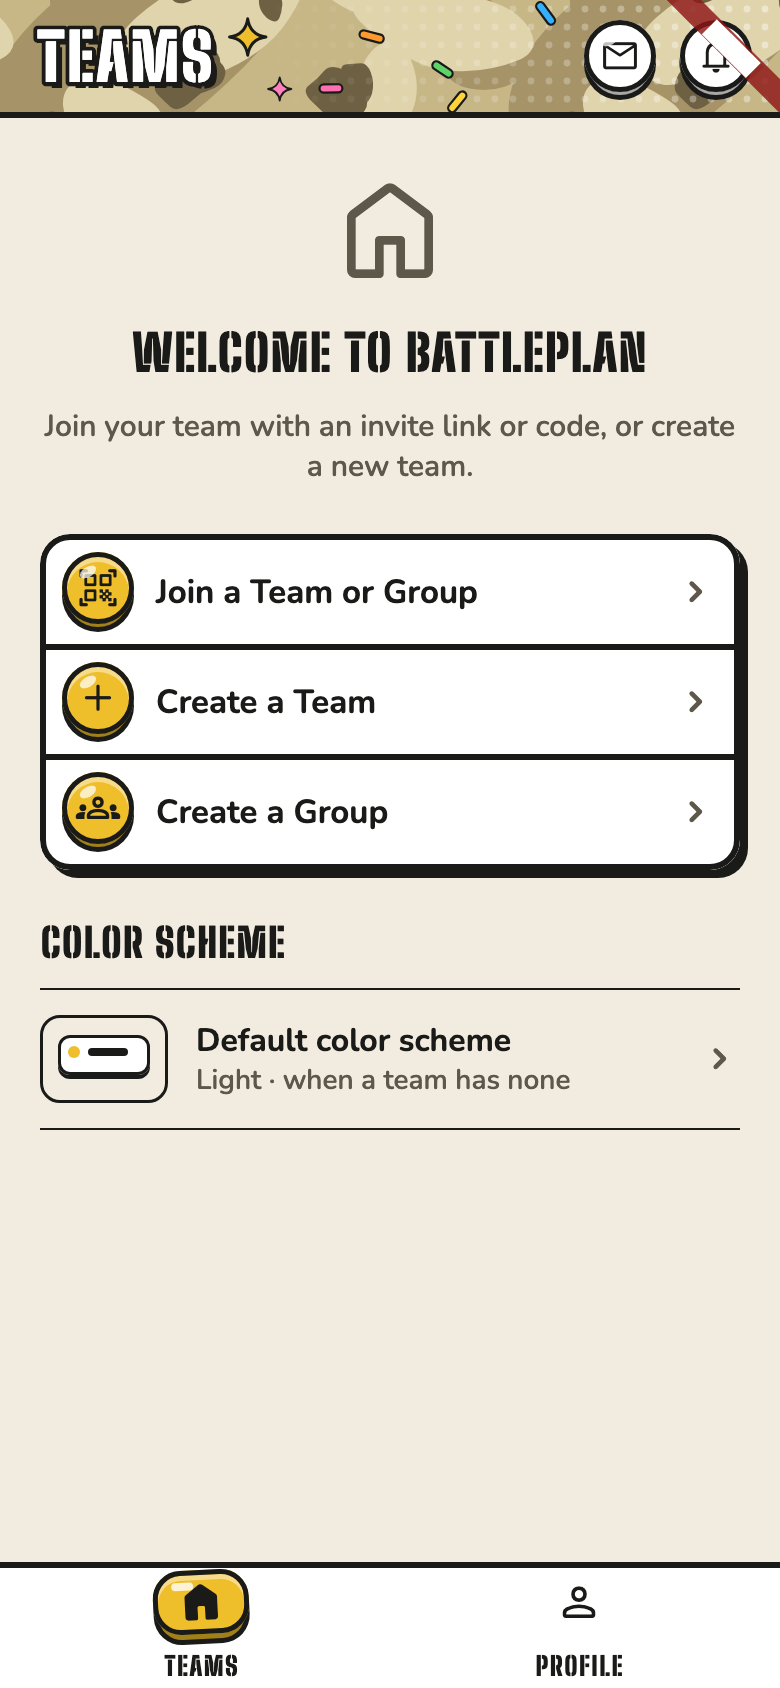 TEAMS
WELCOME TO BATTLEPLAN
Join your team with an invite link or code, or create
a new team.
Join a Team or Group
Create a Team
Create a Group
COLOR SCHEME
Default color scheme
Light · when a team has none
TEAMS
PROFILE